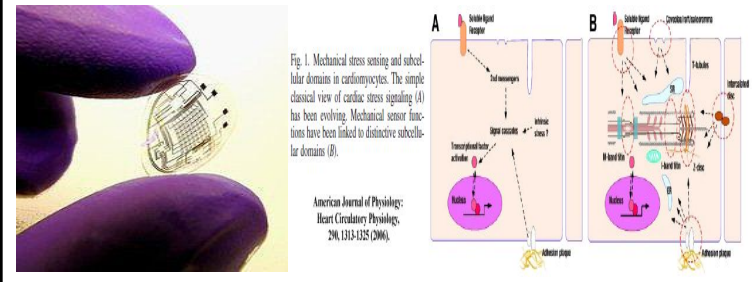 Fig. 1. Mechanical stress sensing and subcel-
lular domains in cardiomyocytes. The simple
classical view of cardiac stress signaling (A)
has been evolving. Mechanical sensor func-
tions have been linked to distinctive subcellu-
lar domains (B).
American Journal of Physiology:
Heart Circulatory Physiology,
290, 1313-1325 (2006).
A
Soluble ligand
Receptor
2nd messengers
Signal cascades
Intrinsic
stress ?
Transcriptional factor
activation
Nucleus
Adhesion plaque
B
Soluble ligand
Receptor
T-tubules
Intercalated
disc
SR
M-band titin
I-band titin
Z-disc
Nucleus
ER
Adhesion plaque